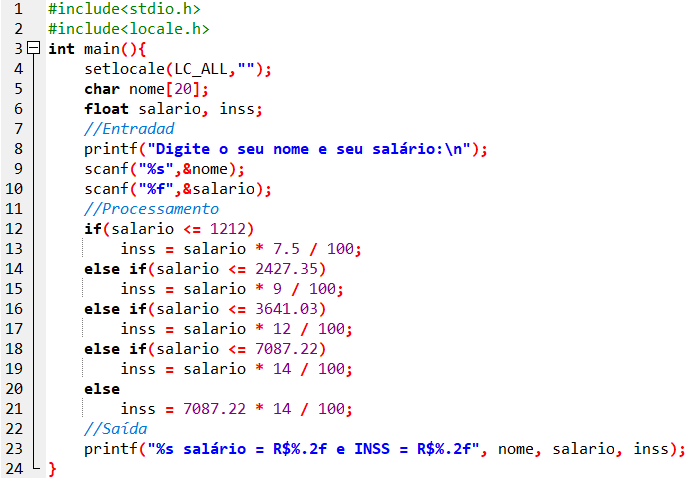 1 #include<stdio.h>
2 #include<locale.h>
3 int main(){
4 setlocale(LC_ALL,"");
5 char nome[20];
6 float salario, inss;
7 //Entradad
8 printf("Digite o seu nome e seu salário:\n");
9 scanf("%s",&nome);
10 scanf("%f",&salario);
11 //Processamento
12 if(salario <= 1212)
13 inss = salario * 7.5 / 100;
14 else if(salario <= 2427.35)
15 inss = salario * 9 / 100;
16 else if(salario <= 3641.03)
17 inss = salario * 12 / 100;
18 else if(salario <= 7087.22)
19 inss = salario * 14 / 100;
20 else
21 inss = 7087.22 * 14 / 100;
22 //Saída
23 printf("%s salário = R$%.2f e INSS = R$%.2f", nome, salario, inss);
24 }